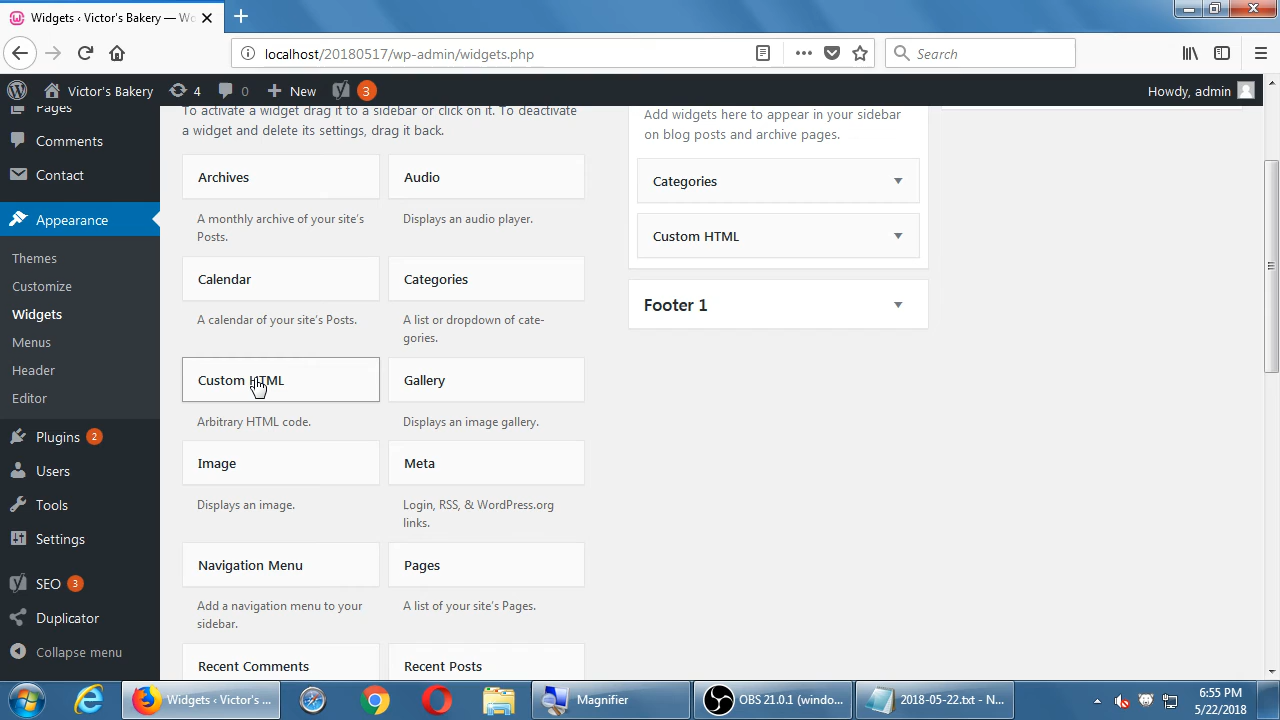 Widgets ‹ Victor's Bakery — Wo
localhost/20180517/wp-admin/widgets.php
Search
Victor's Bakery
4
0
New
3
Howdy, admin
Pages
Comments
Contact
Appearance
Themes
Customize
Widgets
Menus
Header
Editor
Plugins 2
Users
Tools
Settings
SEO 3
Duplicator
Collapse menu
To activate a widget drag it to a sidebar or click on it. To deactivate
a widget and delete its settings, drag it back.
Archives
A monthly archive of your site's
Posts.
Audio
Displays an audio player.
Calendar
A calendar of your site's Posts.
Categories
A list or dropdown of cate-
gories.
Custom HTML
Arbitrary HTML code.
Gallery
Displays an image gallery.
Image
Displays an image.
Meta
Login, RSS, & WordPress.org
links.
Navigation Menu
Add a navigation menu to your
sidebar.
Pages
A list of your site's Pages.
Recent Comments
Recent Posts
Add widgets here to appear in your sidebar
on blog posts and archive pages.
Categories
Custom HTML
Footer 1
Widgets ‹ Victor's ...
Magnifier
OBS 21.0.1 (windo...
2018-05-22.txt - N...
6:55 PM
5/22/2018